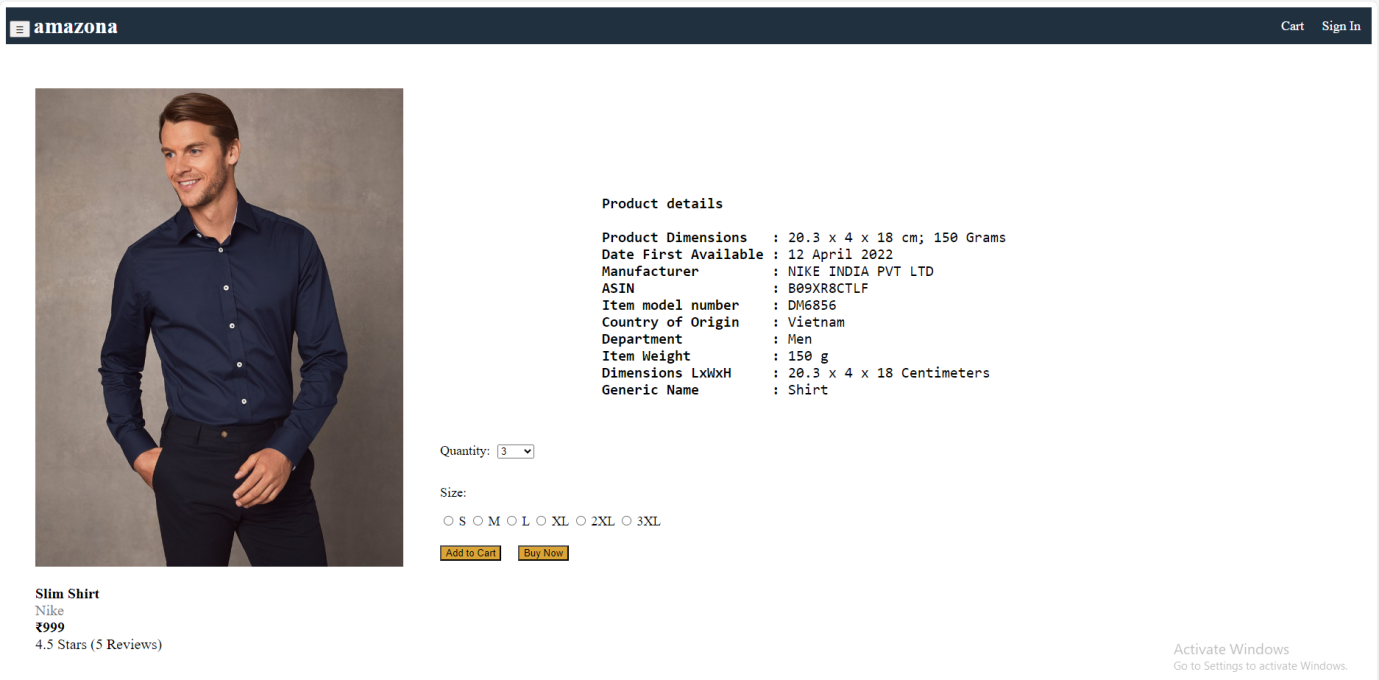 ☰ amazona
Cart Sign In
Product details
Product Dimensions : 20.3 x 4 x 18 cm; 150 Grams
Date First Available : 12 April 2022
Manufacturer : NIKE INDIA PVT LTD
ASIN : B09XR8CTLF
Item model number : DM6856
Country of Origin : Vietnam
Department : Men
Item Weight : 150 g
Dimensions LxWxH : 20.3 x 4 x 18 Centimeters
Generic Name : Shirt
Quantity: 3
Size:
S M L XL 2XL 3XL
Add to Cart Buy Now
Slim Shirt
Nike
₹999
4.5 Stars (5 Reviews)
Activate Windows
Go to Settings to activate Windows.